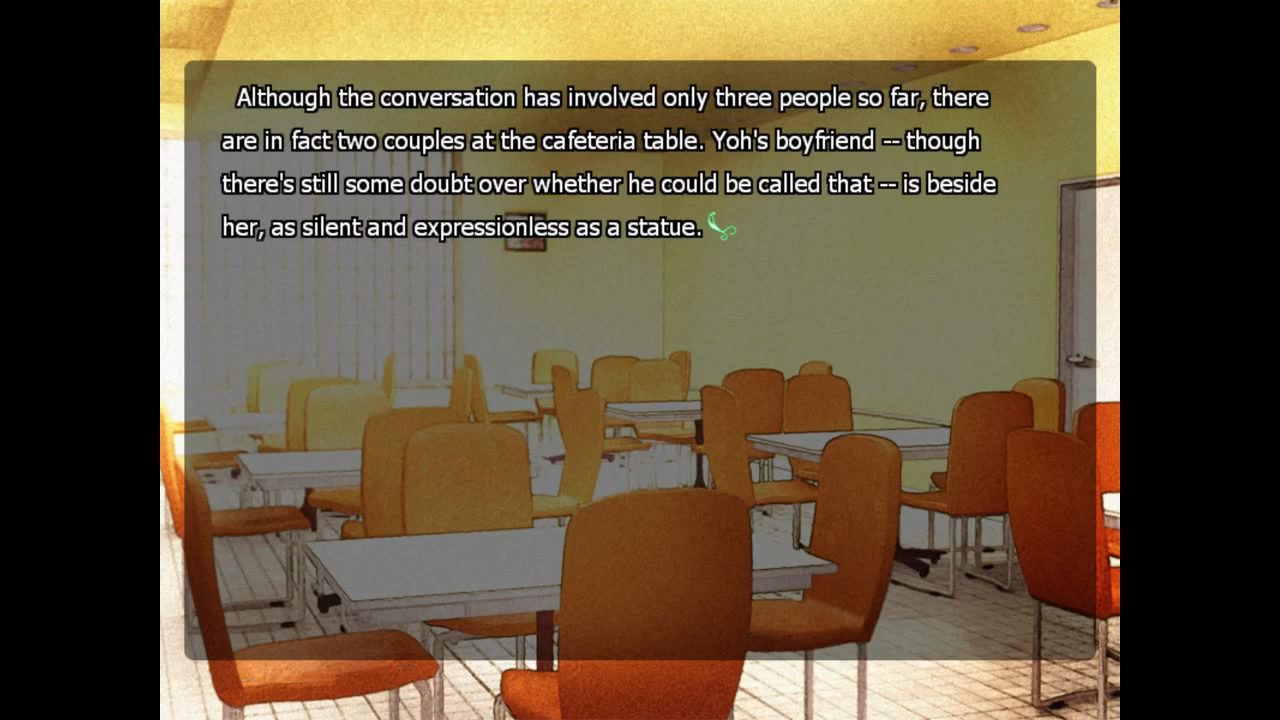 Although the conversation has involved only three people so far, there
are in fact two couples at the cafeteria table. Yoh's boyfriend -- though
there's still some doubt over whether he could be called that -- is beside
her, as silent and expressionless as a statue.